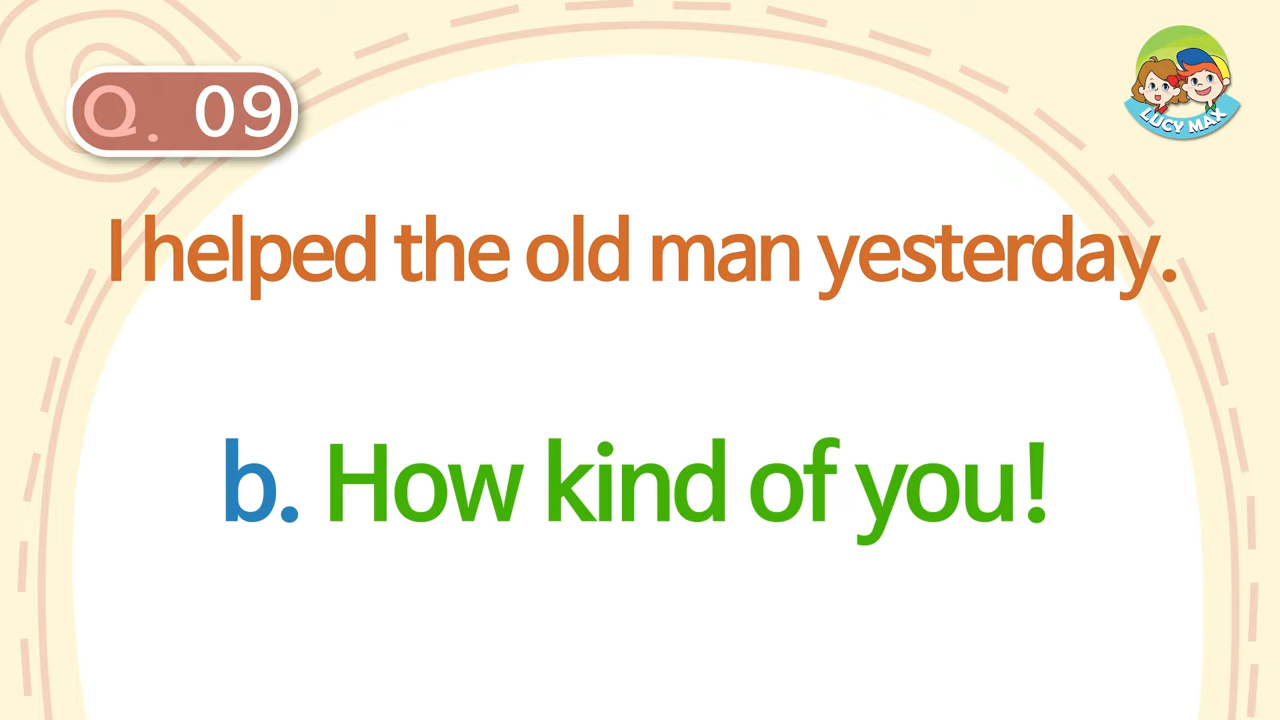 Q. 09
LUCY MAX
I helped the old man yesterday.
b. How kind of you!